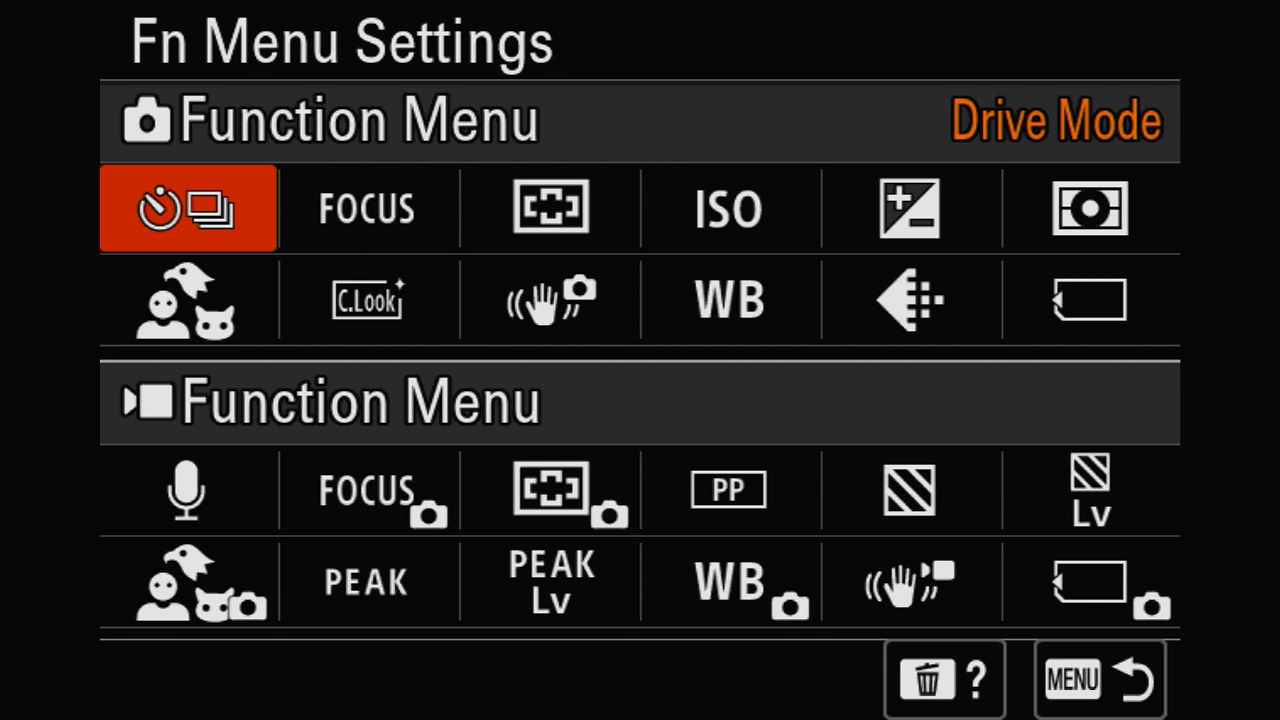 Fn Menu Settings
Function Menu Drive Mode
FOCUS ISO
C.Look WB
Function Menu
FOCUS PP Lv
PEAK PEAK Lv WB
? MENU